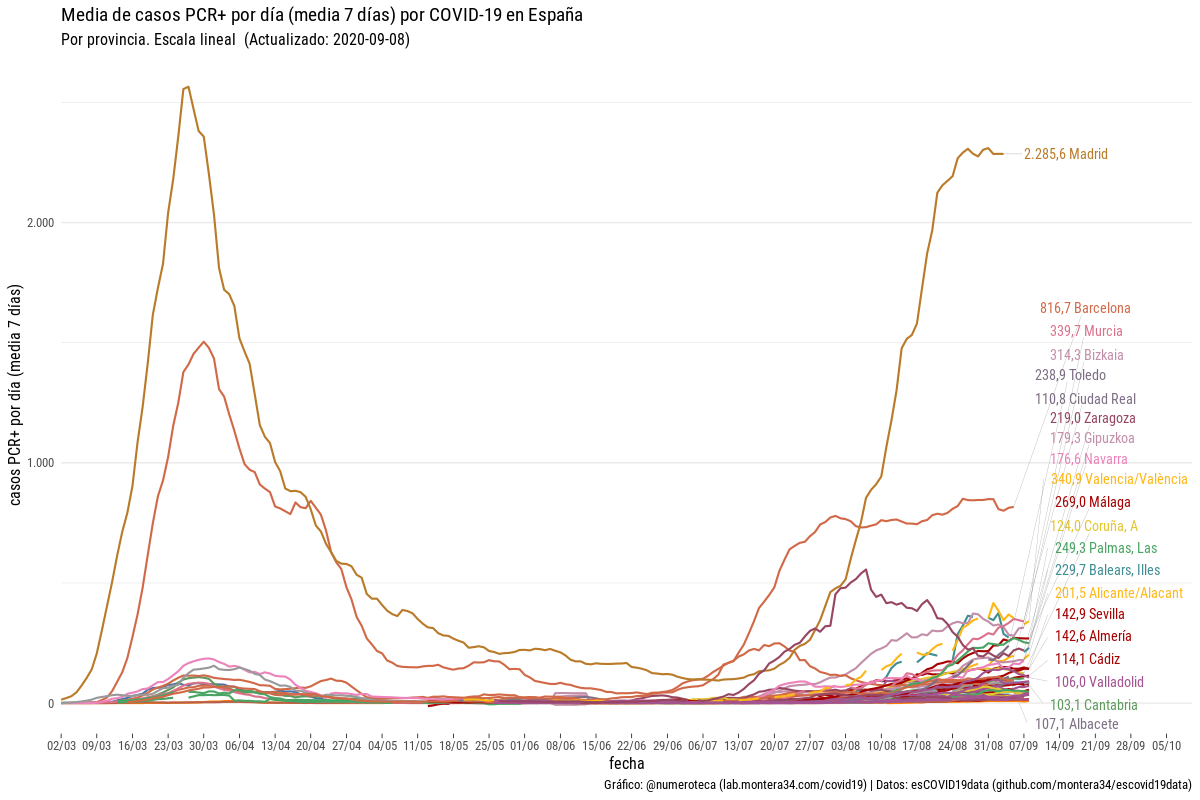 Media de casos PCR+ por día (media 7 días) por COVID-19 en España
Por provincia. Escala lineal (Actualizado: 2020-09-08)
casos PCR+ por día (media 7 días)
2.000
1.000
0
2.285,6 Madrid
816,7 Barcelona
339,7 Murcia
314,3 Bizkaia
238,9 Toledo
110,8 Ciudad Real
219,0 Zaragoza
179,3 Gipuzkoa
176,6 Navarra
340,9 Valencia/València
269,0 Málaga
124,0 Coruña, A
249,3 Palmas, Las
229,7 Balears, Illes
201,5 Alicante/Alacant
142,9 Sevilla
142,6 Almería
114,1 Cádiz
106,0 Valladolid
103,1 Cantabria
107,1 Albacete
02/03 09/03 16/03 23/03 30/03 06/04 13/04 20/04 27/04 04/05 11/05 18/05 25/05 01/06 08/06 15/06 22/06 29/06 06/07 13/07 20/07 27/07 03/08 10/08 17/08 24/08 31/08 07/09 14/09 21/09 28/09 05/10
fecha
Gráfico: @numeroteca (lab.montera34.com/covid19) | Datos: esCOVID19data (github.com/montera34/escovid19data)